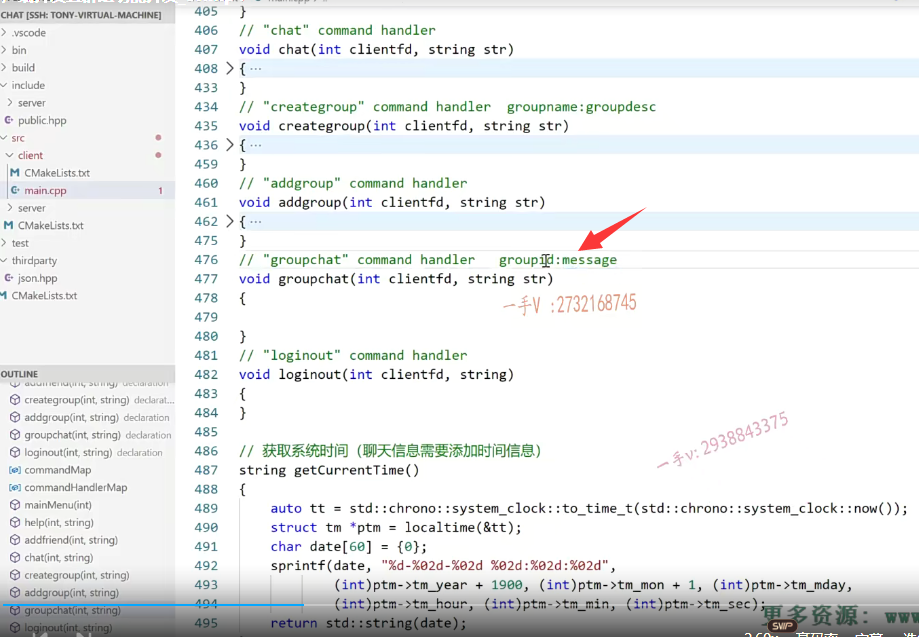 CHAT [SSH: TONY-VIRTUAL-MACHINE]
.vscode
bin
build
include
server
public.hpp
src
client
CMakeLists.txt
main.cpp 1
server
CMakeLists.txt
test
thirdparty
json.hpp
CMakeLists.txt
OUTLINE
addfriend(int, string) declaration
creategroup(int, string) declarat...
addgroup(int, string) declaration
groupchat(int, string) declaration
loginout(int, string) declaration
commandMap
commandHandlerMap
mainMenu(int)
help(int, string)
addfriend(int, string)
chat(int, string)
creategroup(int, string)
addgroup(int, string)
groupchat(int, string)
loginout(int, string)
405 }
406 // "chat" command handler
407 void chat(int clientfd, string str)
408 { ...
433 }
434 // "creategroup" command handler groupname:groupdesc
435 void creategroup(int clientfd, string str)
436 { ...
459 }
460 // "addgroup" command handler
461 void addgroup(int clientfd, string str)
462 { ...
475 }
476 // "groupchat" command handler groupid:message
477 void groupchat(int clientfd, string str)
478 {
479
480 }
481 // "loginout" command handler
482 void loginout(int clientfd, string)
483 {
484 }
485
486 // 获取系统时间（聊天信息需要添加时间信息）
487 string getCurrentTime()
488 {
489 auto tt = std::chrono::system_clock::to_time_t(std::chrono::system_clock::now());
490 struct tm *ptm = localtime(&tt);
491 char date[60] = {0};
492 sprintf(date, "%d-%02d-%02d %02d:%02d:%02d",
493 (int)ptm->tm_year + 1900, (int)ptm->tm_mon + 1, (int)ptm->tm_mday,
494 (int)ptm->tm_hour, (int)ptm->tm_min, (int)ptm->tm_sec);
495 return std::string(date);
一手V :2732168745
一手v:2938843375
更多资源：www
SVIP